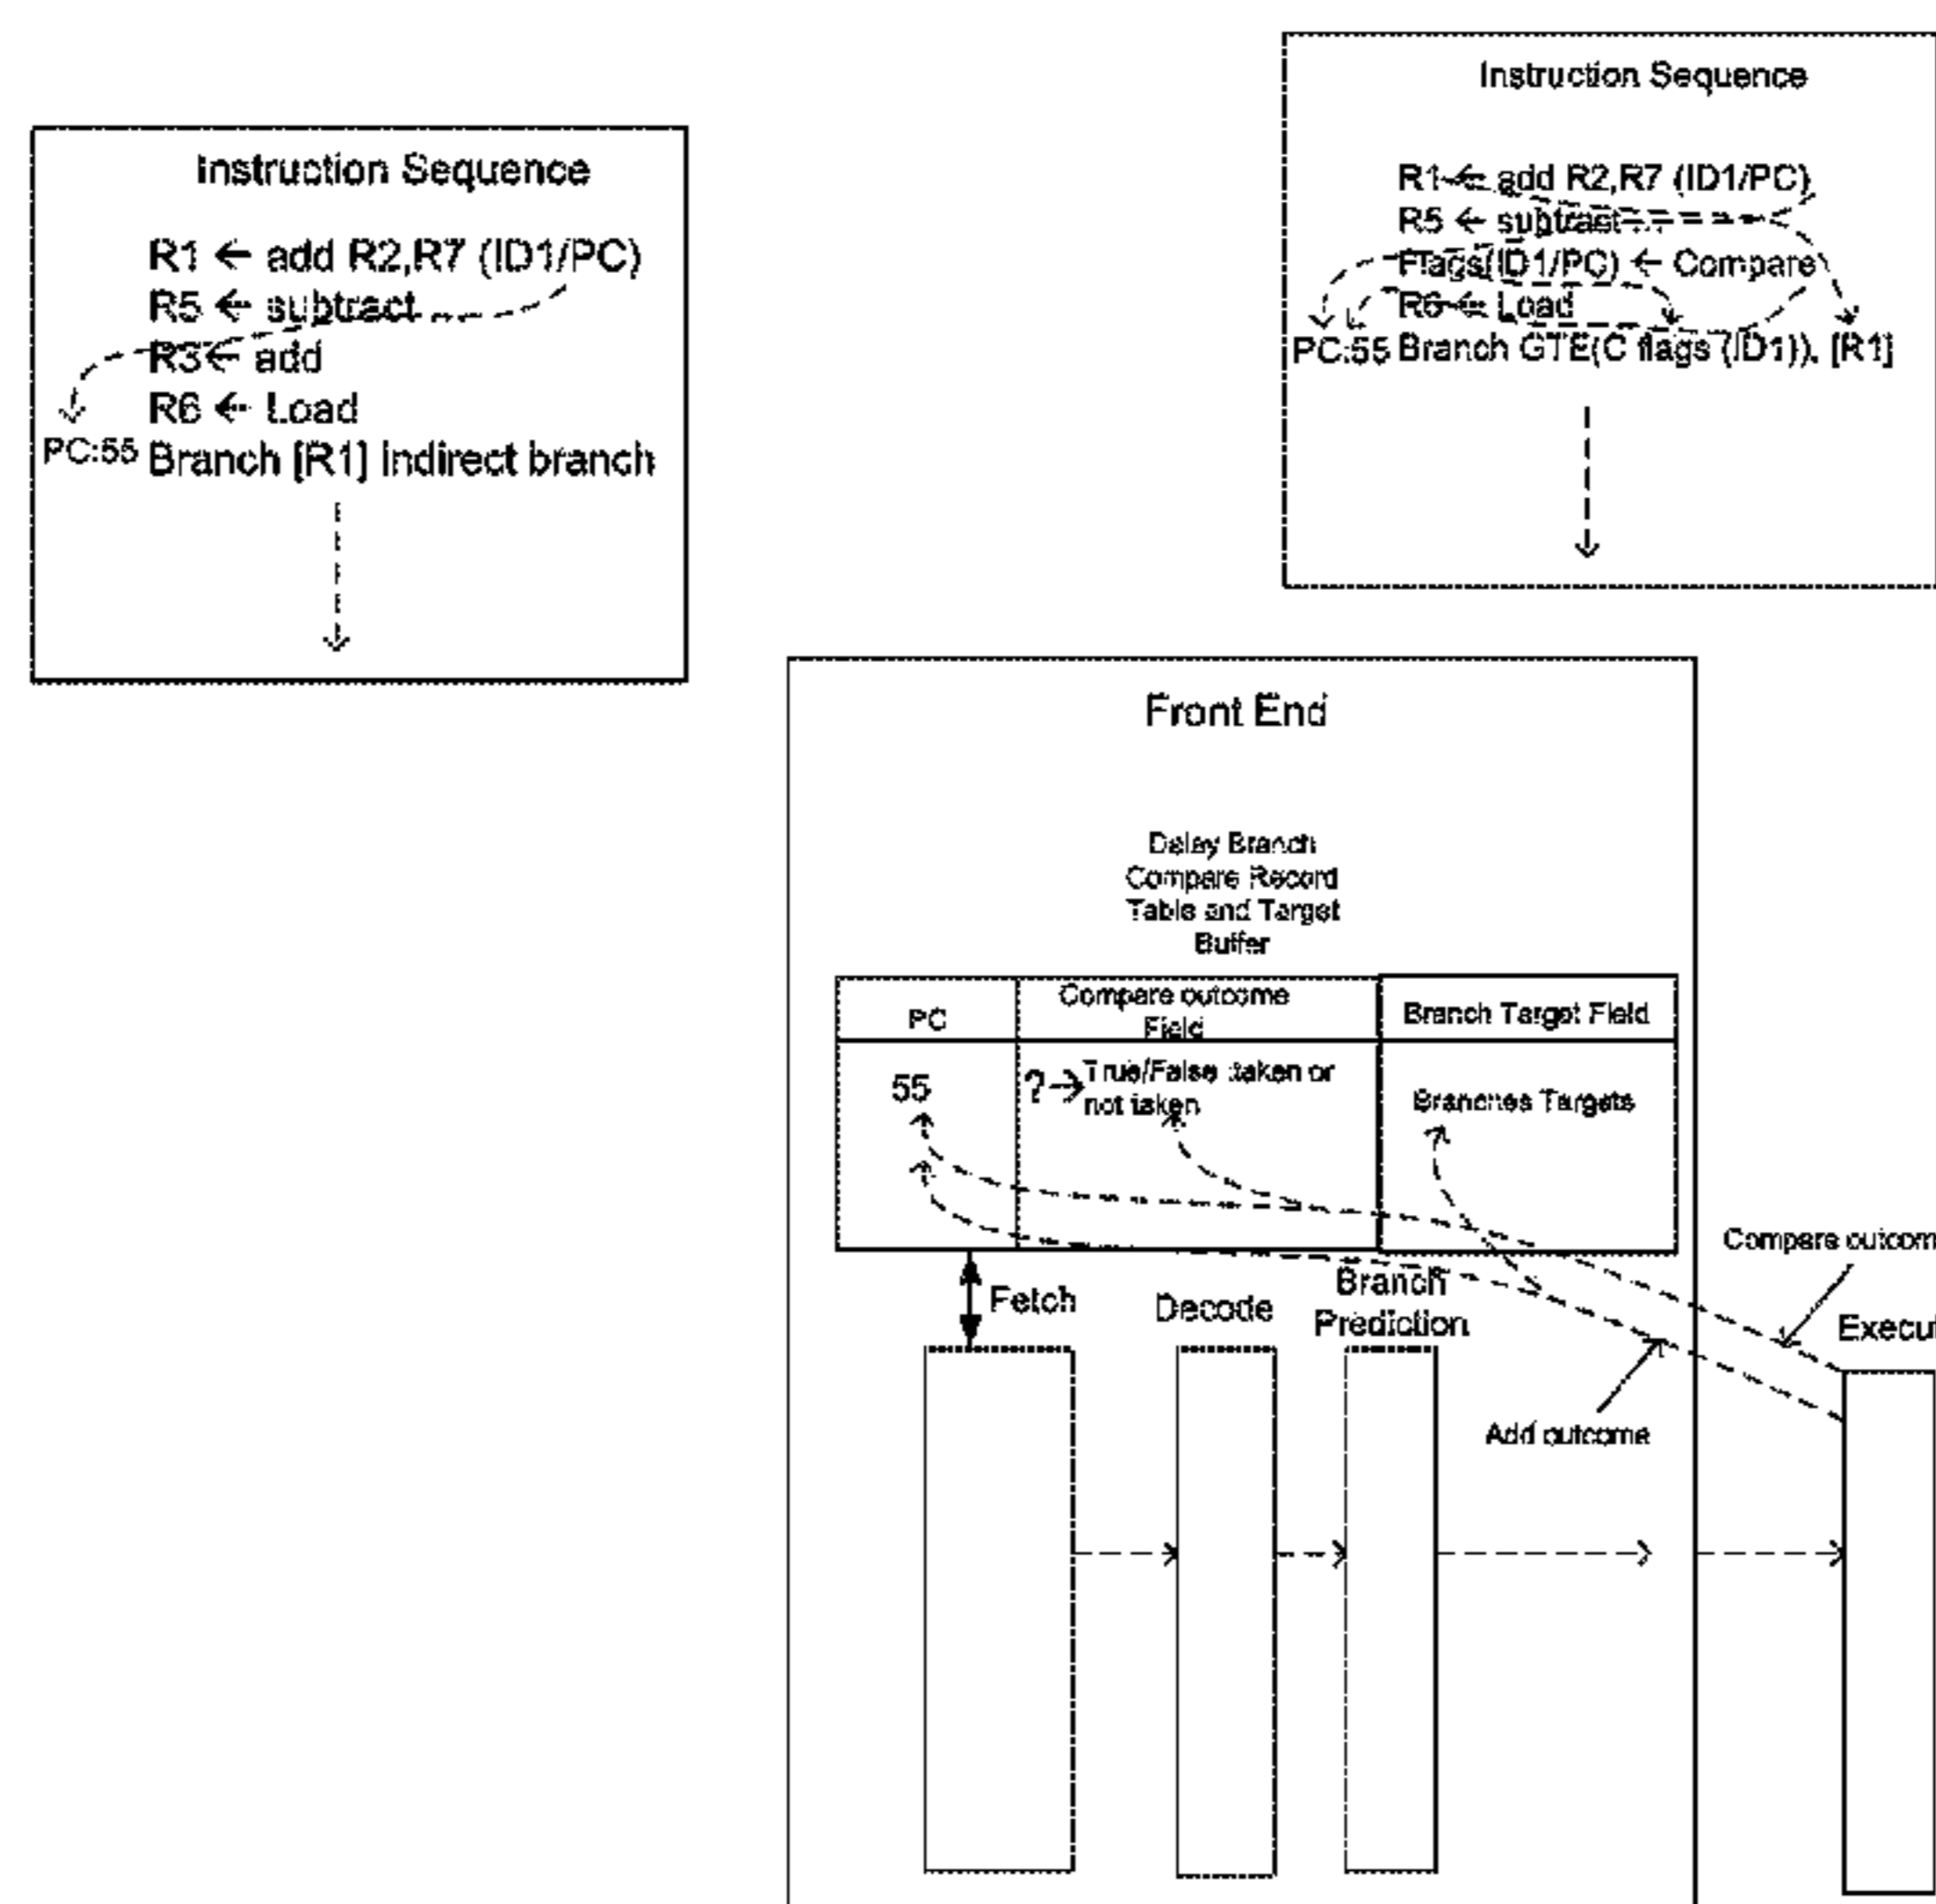 Instruction Sequence
R1 ← add R2,R7 (ID1/PC)
R5 ← subtract
R3 ← add
R6 ← Load
PC:55 Branch [R1] Indirect branch
Instruction Sequence
R1 ← add R2,R7 (ID1/PC)
R5 ← subtract
Flags(ID1/PC) ← Compare
R6 ← Load
PC:55 Branch GTE(C flags (ID1)), [R1]
Front End
Delay Branch
Compare Record
Table and Target
Buffer
PC
Compare outcome
Field
Branch Target Field
55
? → True/False :taken or
not taken
Branches Targets
Compare outcom
Fetch
Decode
Branch
Prediction
Execut
Add outcome